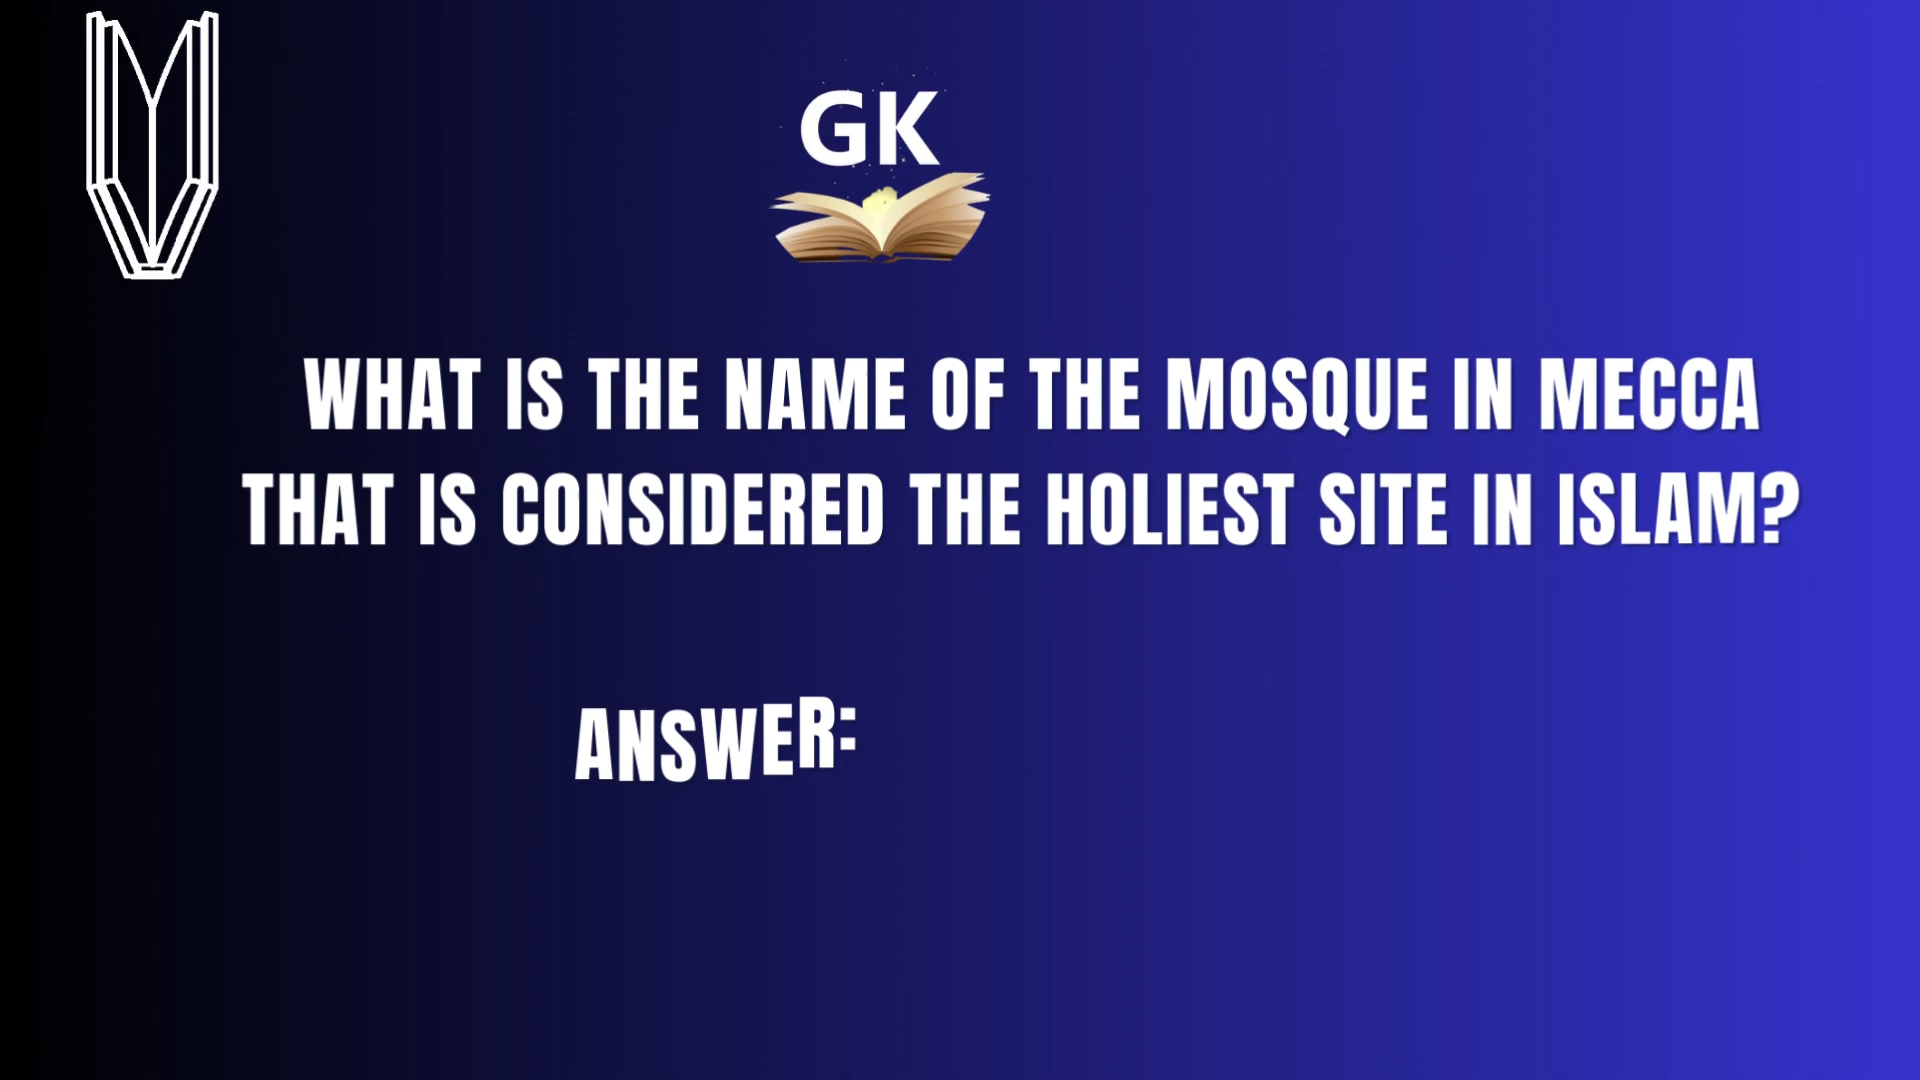 GK
WHAT IS THE NAME OF THE MOSQUE IN MECCA
THAT IS CONSIDERED THE HOLIEST SITE IN ISLAM?
ANSWER: